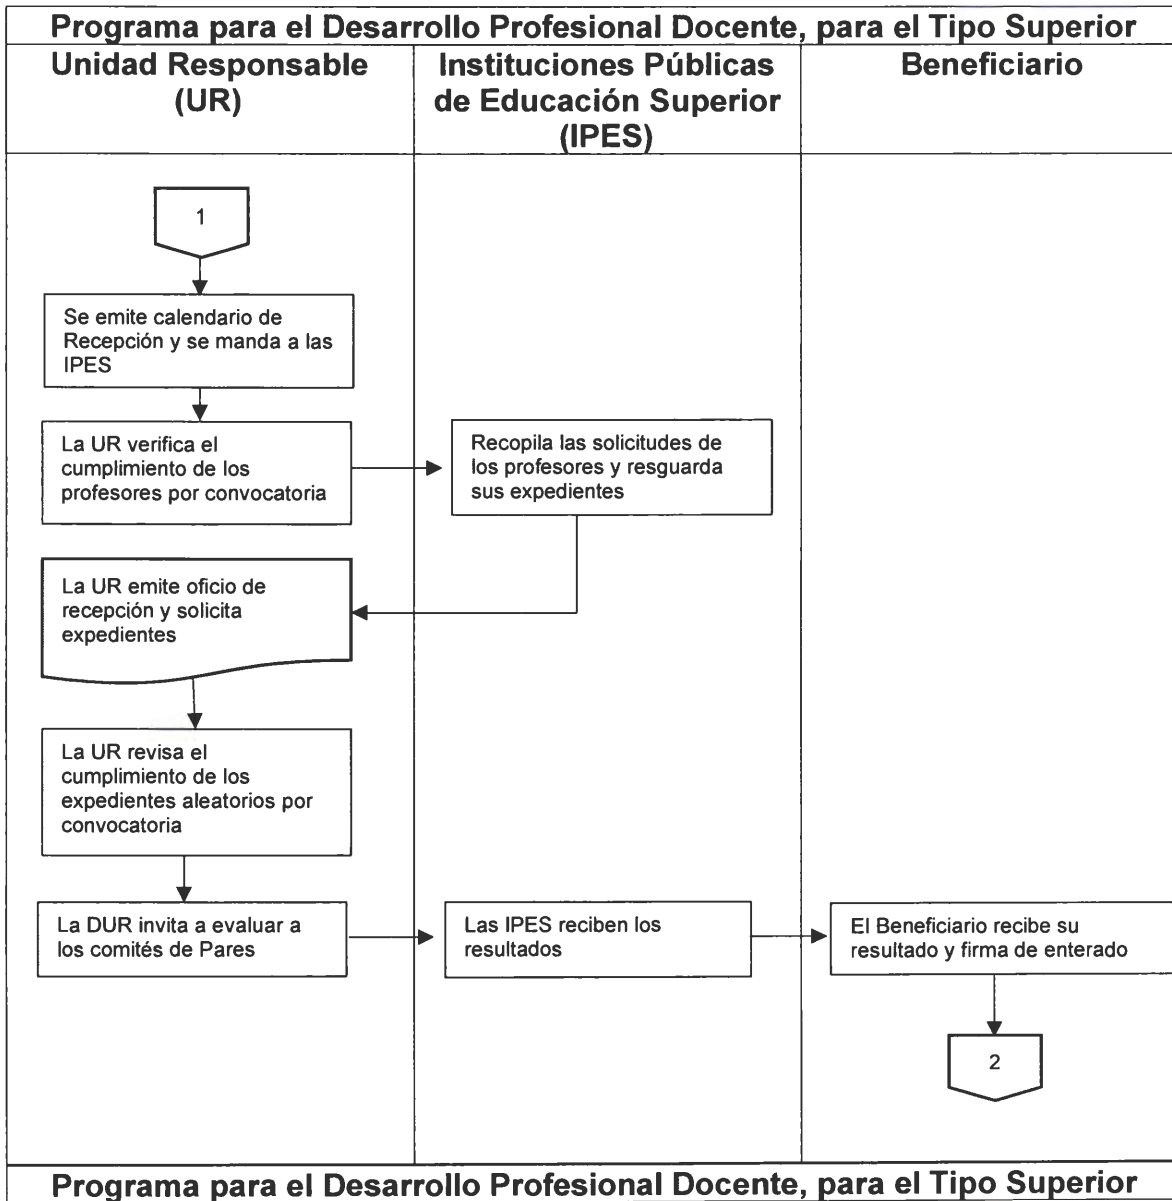 Programa para el Desarrollo Profesional Docente, para el Tipo Superior
Unidad Responsable
(UR)
Instituciones Públicas
de Educación Superior
(IPES)
Beneficiario
1
Se emite calendario de
Recepción y se manda a las
IPES
La UR verifica el
cumplimiento de los
profesores por convocatoria
Recopila las solicitudes de
los profesores y resguarda
sus expedientes
La UR emite oficio de
recepción y solicita
expedientes
La UR revisa el
cumplimiento de los
expedientes aleatorios por
convocatoria
La DUR invita a evaluar a
los comités de Pares
Las IPES reciben los
resultados
El Beneficiario recibe su
resultado y firma de enterado
2
Programa para el Desarrollo Profesional Docente, para el Tipo Superior